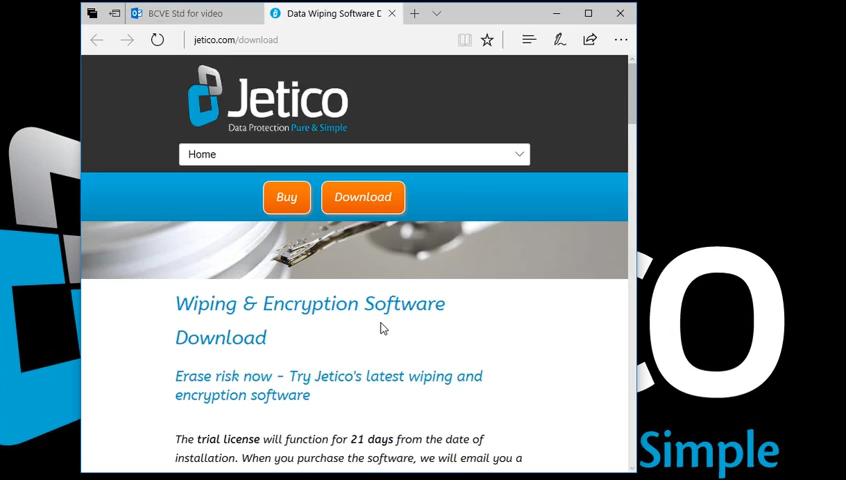 BCVE Std for video
Data Wiping Software D
jetico.com/download
Jetico
Data Protection Pure & Simple
Home
Buy
Download
Wiping & Encryption Software
Download
Erase risk now - Try Jetico's latest wiping and
encryption software
The trial license will function for 21 days from the date of
installation. When you purchase the software, we will email you a
co
Simple